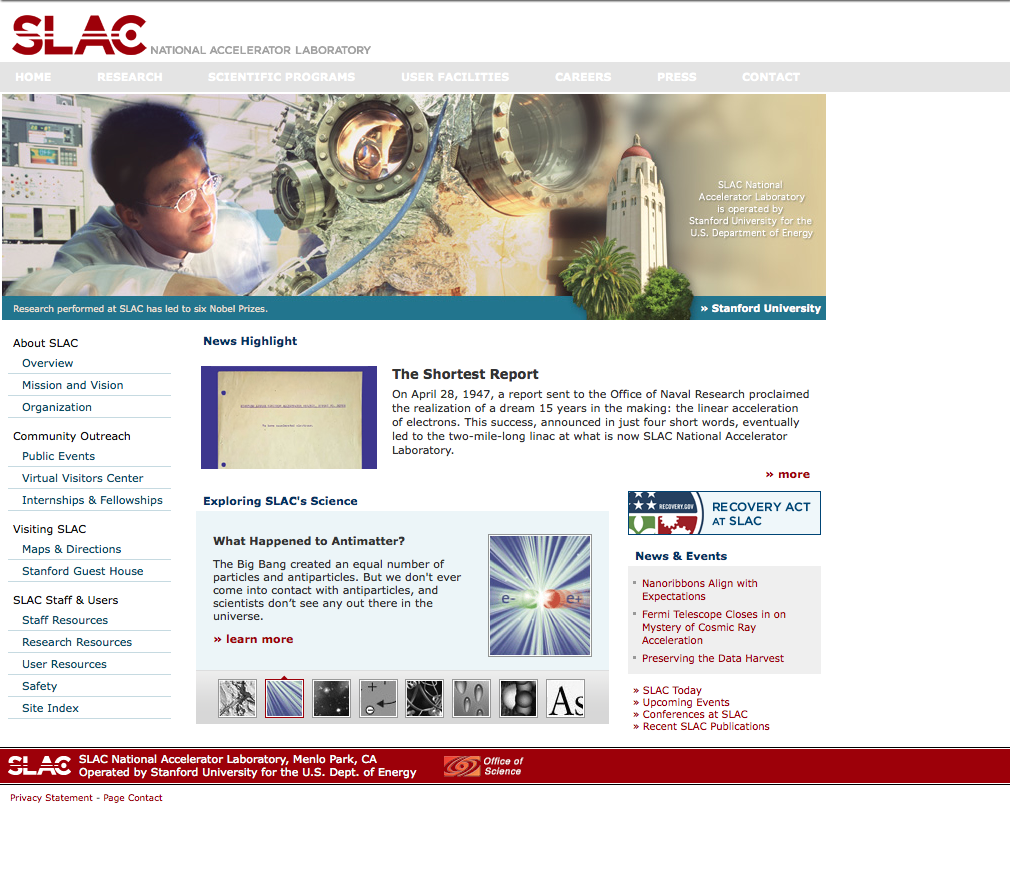 SLAC NATIONAL ACCELERATOR LABORATORY
HOME RESEARCH SCIENTIFIC PROGRAMS USER FACILITIES CAREERS PRESS CONTACT
SLAC National
Accelerator Laboratory
is operated by
Stanford University for the
U.S. Department of Energy
Research performed at SLAC has led to six Nobel Prizes.
» Stanford University
About SLAC
Overview
Mission and Vision
Organization
Community Outreach
Public Events
Virtual Visitors Center
Internships & Fellowships
Visiting SLAC
Maps & Directions
Stanford Guest House
SLAC Staff & Users
Staff Resources
Research Resources
User Resources
Safety
Site Index
News Highlight
The Shortest Report
On April 28, 1947, a report sent to the Office of Naval Research proclaimed
the realization of a dream 15 years in the making: the linear acceleration
of electrons. This success, announced in just four short words, eventually
led to the two-mile-long linac at what is now SLAC National Accelerator
Laboratory.
» more
Exploring SLAC's Science
What Happened to Antimatter?
The Big Bang created an equal number of
particles and antiparticles. But we don't ever
come into contact with antiparticles, and
scientists don’t see any out there in the
universe.
» learn more
e- e+
As
RECOVERY.GOV
RECOVERY ACT
AT SLAC
News & Events
Nanoribbons Align with
Expectations
Fermi Telescope Closes in on
Mystery of Cosmic Ray
Acceleration
Preserving the Data Harvest
» SLAC Today
» Upcoming Events
» Conferences at SLAC
» Recent SLAC Publications
SLAC
SLAC National Accelerator Laboratory, Menlo Park, CA
Operated by Stanford University for the U.S. Dept. of Energy
Office of
Science
Privacy Statement - Page Contact